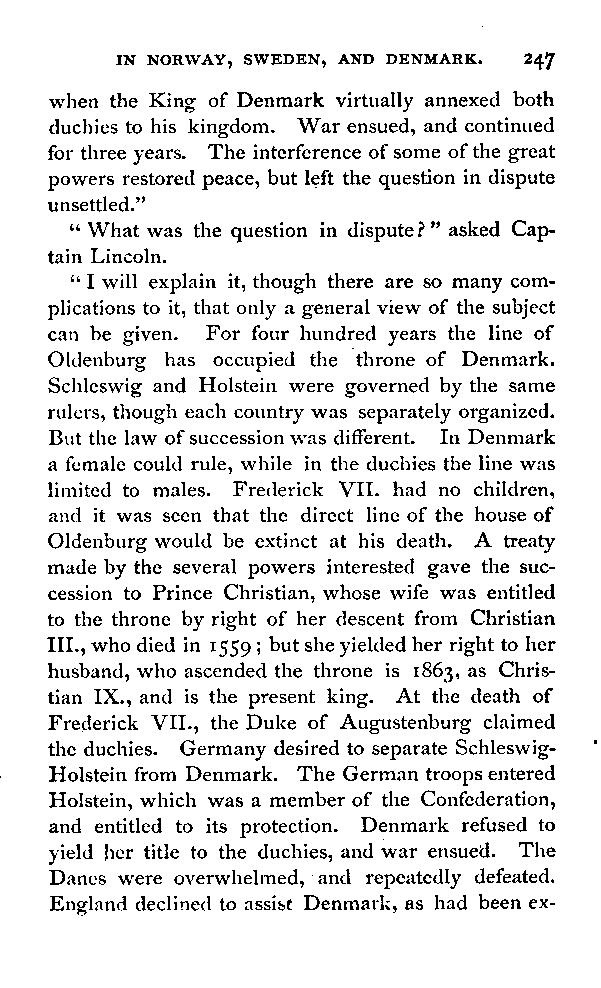 IN NORWAY, SWEDEN, AND DENMARK. 247
when the King of Denmark virtually annexed both
duchies to his kingdom. War ensued, and continued
for three years. The interference of some of the great
powers restored peace, but left the question in dispute
unsettled."
"What was the question in dispute?" asked Cap-
tain Lincoln.
"I will explain it, though there are so many com-
plications to it, that only a general view of the subject
can be given. For four hundred years the line of
Oldenburg has occupied the throne of Denmark.
Schleswig and Holstein were governed by the same
rulers, though each country was separately organized.
But the law of succession was different. In Denmark
a female could rule, while in the duchies the line was
limited to males. Frederick VII. had no children,
and it was seen that the direct line of the house of
Oldenburg would be extinct at his death. A treaty
made by the several powers interested gave the suc-
cession to Prince Christian, whose wife was entitled
to the throne by right of her descent from Christian
III., who died in 1559; but she yielded her right to her
husband, who ascended the throne is 1863, as Chris-
tian IX., and is the present king. At the death of
Frederick VII., the Duke of Augustenburg claimed
the duchies. Germany desired to separate Schleswig-
Holstein from Denmark. The German troops entered
Holstein, which was a member of the Confederation,
and entitled to its protection. Denmark refused to
yield her title to the duchies, and war ensued. The
Danes were overwhelmed, and repeatedly defeated.
England declined to assist Denmark, as had been ex-